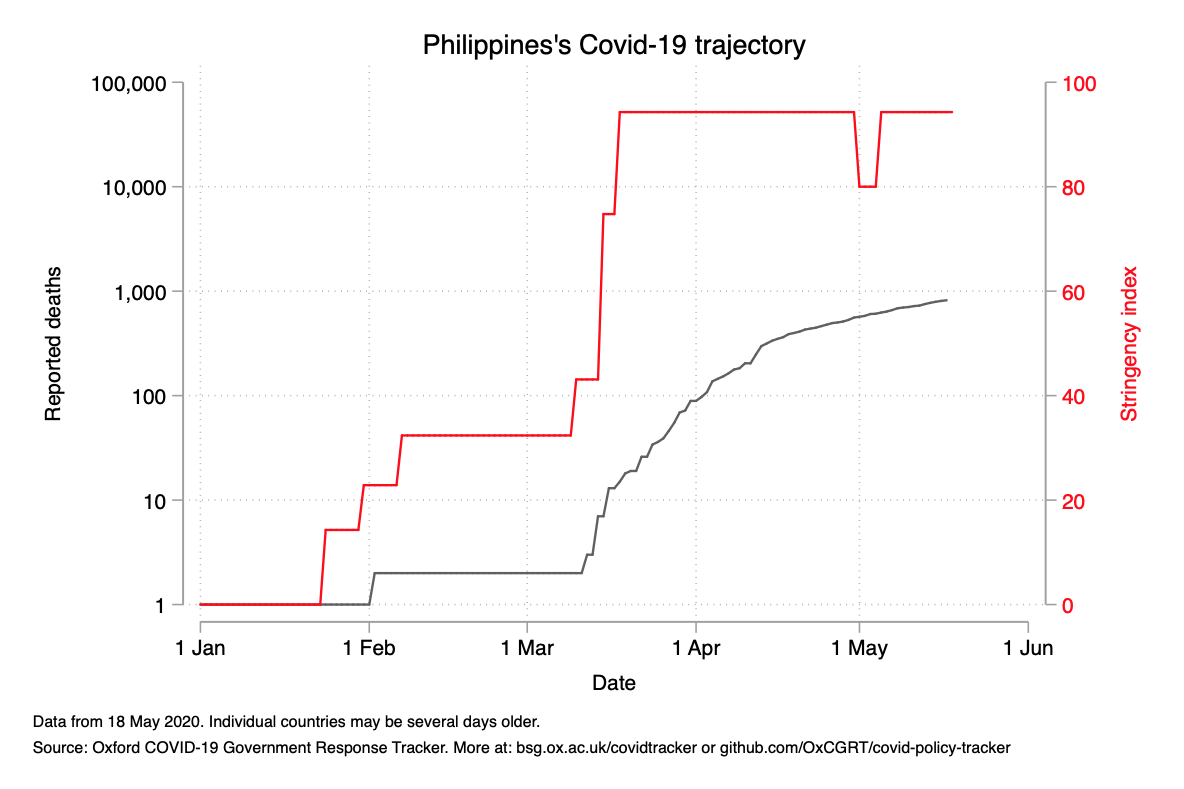 Philippines's Covid-19 trajectory
100,000
10,000
1,000
100
10
1
Reported deaths
100
80
60
40
20
0
Stringency index
1 Jan
1 Feb
1 Mar
1 Apr
1 May
1 Jun
Date
Data from 18 May 2020. Individual countries may be several days older.
Source: Oxford COVID-19 Government Response Tracker. More at: bsg.ox.ac.uk/covidtracker or github.com/OxCGRT/covid-policy-tracker